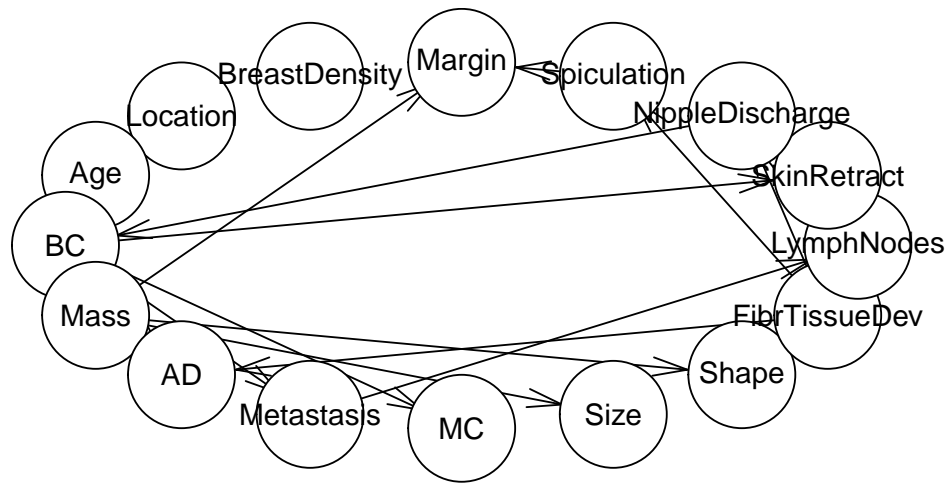 Margin
BreastDensity
Spiculation
Location
NippleDischarge
Age
SkinRetract
BC
LymphNodes
Mass
FibrTissueDev
AD
Shape
Metastasis
Size
MC